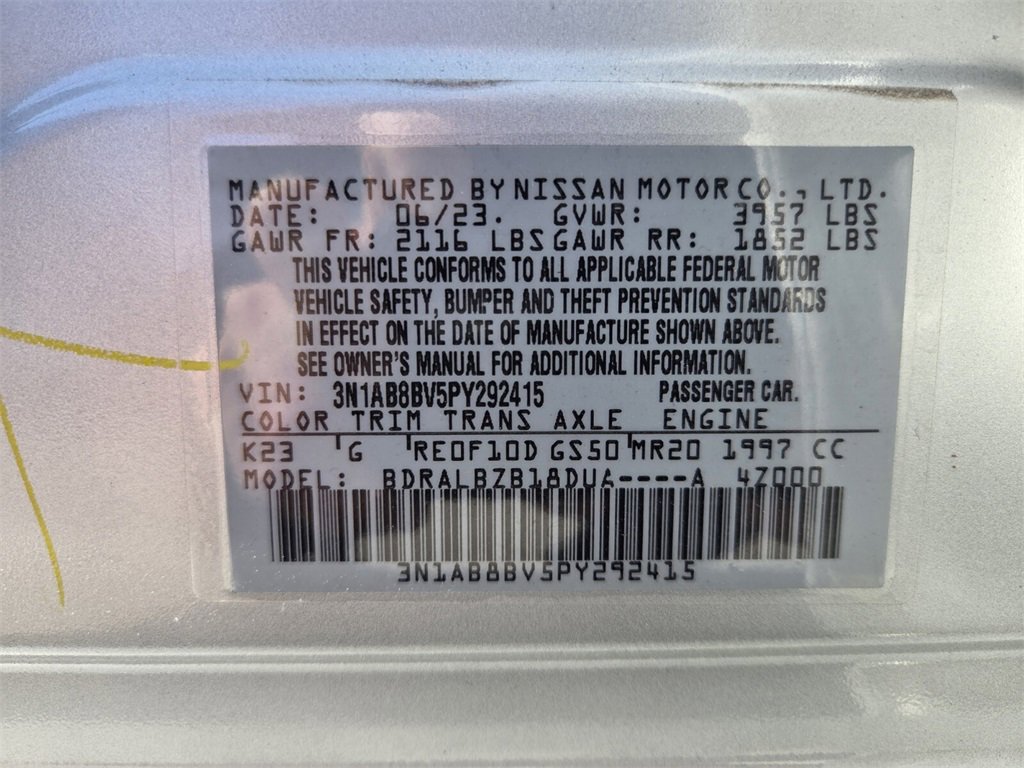 MANUFACTURED BY NISSAN MOTOR CO., LTD.
DATE: 06/23. GVWR: 3957 LBS
GAWR FR: 2116 LBS GAWR RR: 1852 LBS
THIS VEHICLE CONFORMS TO ALL APPLICABLE FEDERAL MOTOR
VEHICLE SAFETY, BUMPER AND THEFT PREVENTION STANDARDS
IN EFFECT ON THE DATE OF MANUFACTURE SHOWN ABOVE.
SEE OWNER'S MANUAL FOR ADDITIONAL INFORMATION.
VIN: 3N1AB8BV5PY292415 PASSENGER CAR.
COLOR TRIM TRANS AXLE ENGINE
K23 G RE0F10D GS50 MR20 1997 CC
MODEL: BDRALBZB18DUA----A 4Z000
3N1AB8BV5PY292415